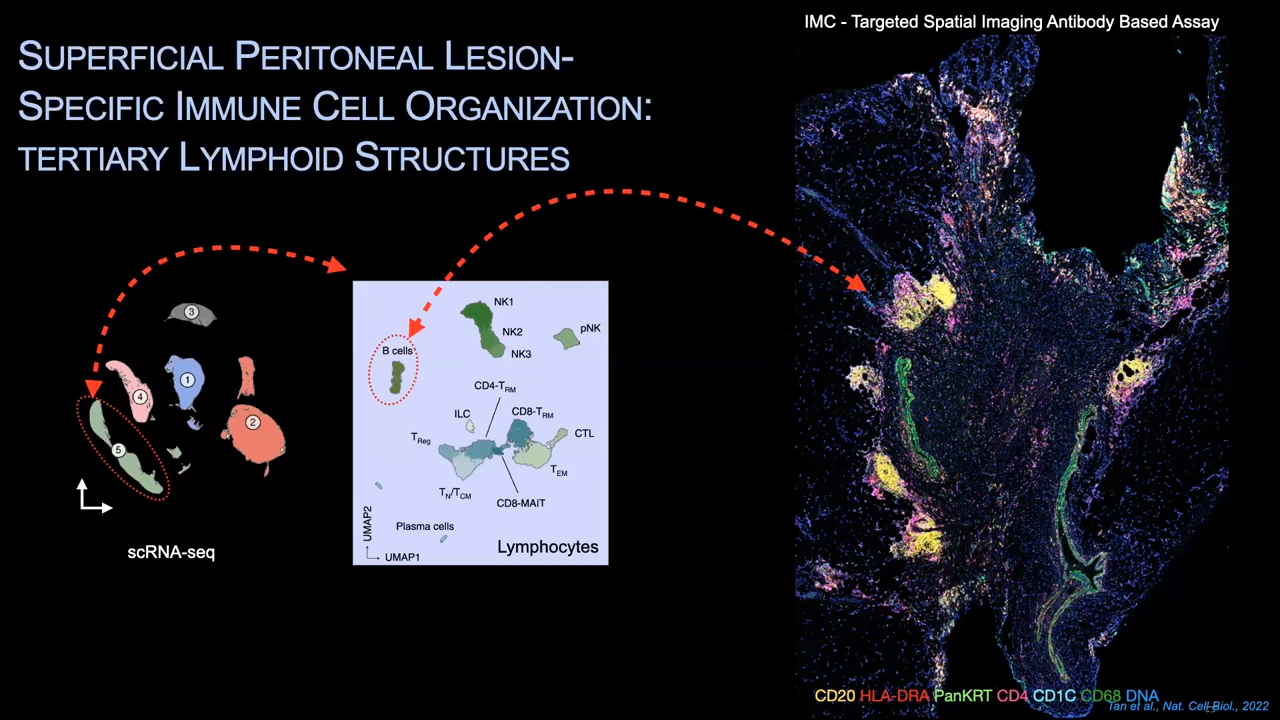 IMC - Targeted Spatial Imaging Antibody Based Assay
SUPERFICIAL PERITONEAL LESION-
SPECIFIC IMMUNE CELL ORGANIZATION:
TERTIARY LYMPHOID STRUCTURES
3
1
4
2
5
scRNA-seq
NK1
NK2
NK3
pNK
B cells
CD4-TRM
ILC
CD8-TRM
CTL
TReg
TEM
TN/TCM
CD8-MAIT
Plasma cells
UMAP2
UMAP1
Lymphocytes
CD20 HLA-DRA PanKRT CD4 CD1C CD68 DNA
Tan et al., Nat. Cell Biol., 2022